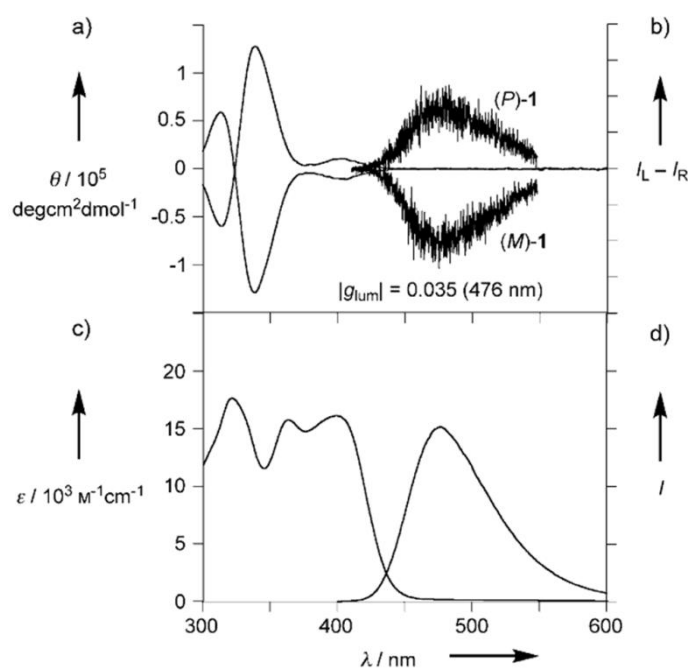 a)
b)
1
0.5
0
-0.5
-1
θ / 10⁵
degcm²dmol⁻¹
(P)-1
(M)-1
|g_lum| = 0.035 (476 nm)
I_L – I_R
c)
d)
20
15
10
5
0
ε / 10³ M⁻¹cm⁻¹
I
300
400
500
600
λ / nm